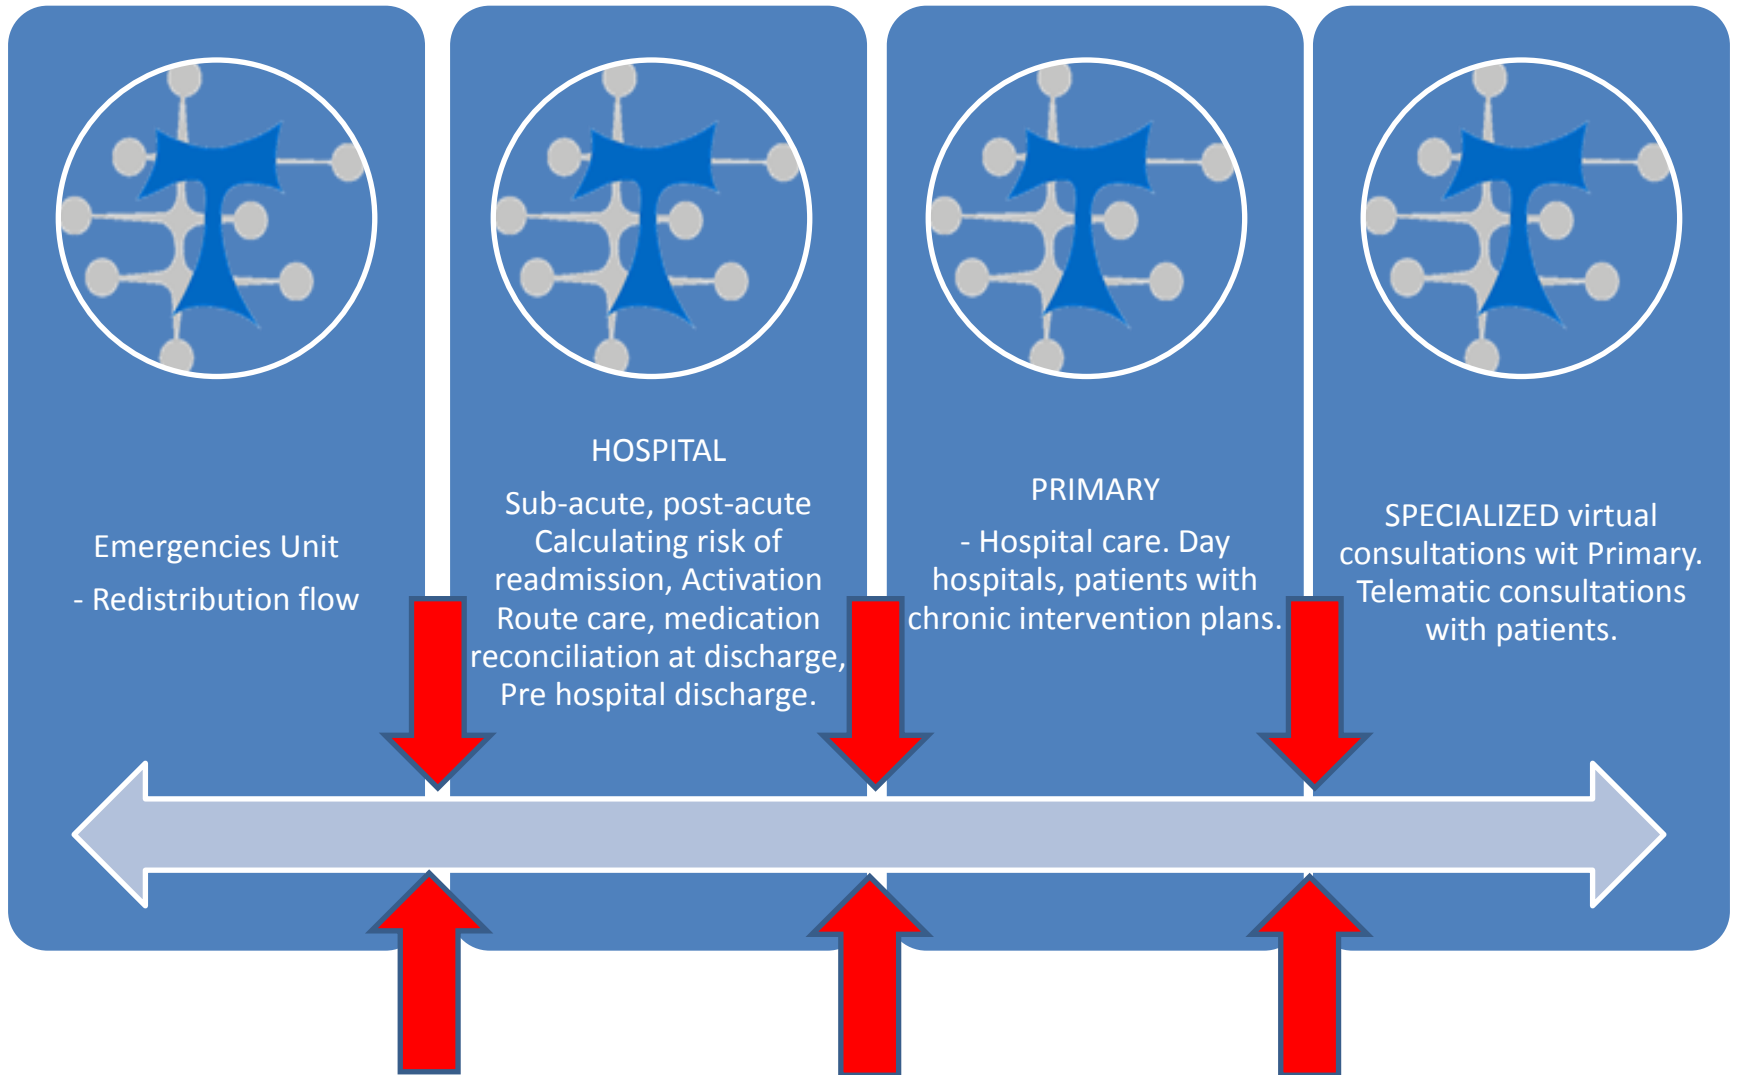 Emergencies Unit
- Redistribution flow
HOSPITAL
Sub-acute, post-acute
Calculating risk of
readmission, Activation
Route care, medication
reconciliation at discharge,
Pre hospital discharge.
PRIMARY
- Hospital care. Day
hospitals, patients with
chronic intervention plans.
SPECIALIZED virtual
consultations wit Primary.
Telematic consultations
with patients.